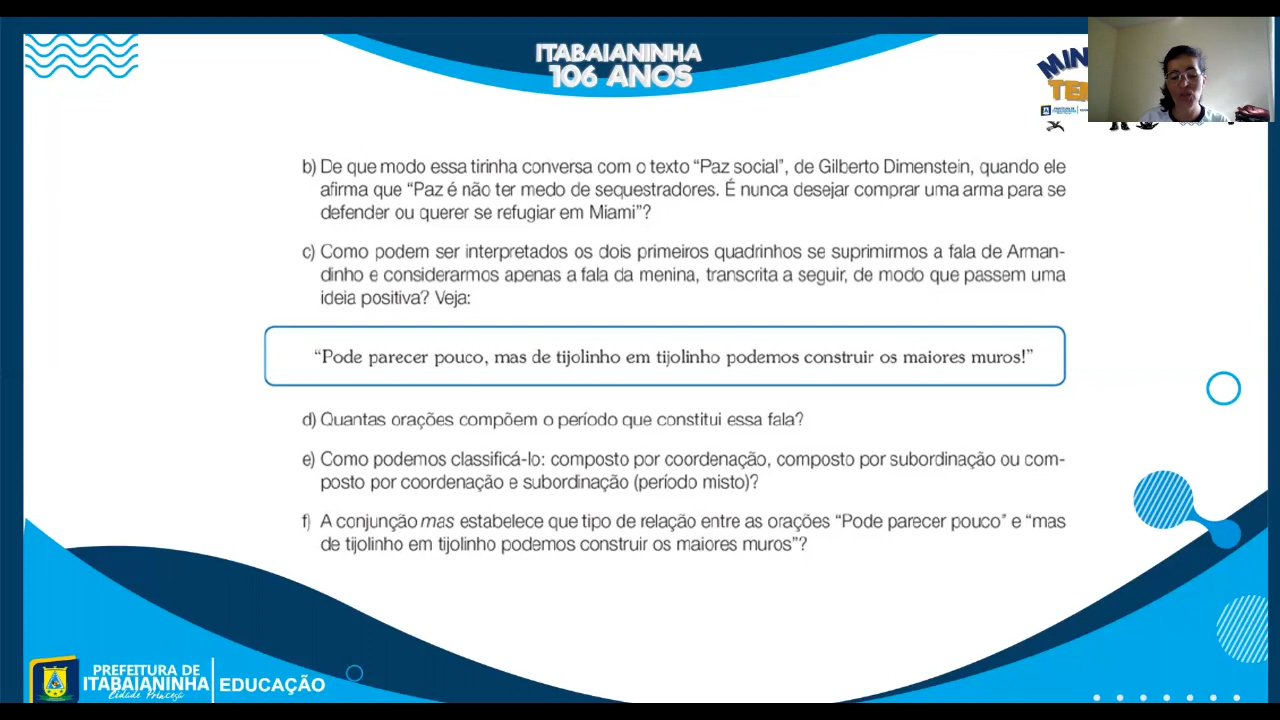 ITABAIANINHA
106 ANOS
b) De que modo essa tirinha conversa com o texto “Paz social”, de Gilberto Dimenstein, quando ele
afirma que “Paz é não ter medo de sequestradores. É nunca desejar comprar uma arma para se
defender ou querer se refugiar em Miami”?
c) Como podem ser interpretados os dois primeiros quadrinhos se suprimirmos a fala de Arman-
dinho e considerarmos apenas a fala da menina, transcrita a seguir, de modo que passem uma
ideia positiva? Veja:
“Pode parecer pouco, mas de tijolinho em tijolinho podemos construir os maiores muros!”
d) Quantas orações compõem o período que constitui essa fala?
e) Como podemos classificá-lo: composto por coordenação, composto por subordinação ou com-
posto por coordenação e subordinação (período misto)?
f) A conjunção mas estabelece que tipo de relação entre as orações “Pode parecer pouco” e “mas
de tijolinho em tijolinho podemos construir os maiores muros”?
PREFEITURA DE
ITABAIANINHA
Cidade Princesa
EDUCAÇÃO